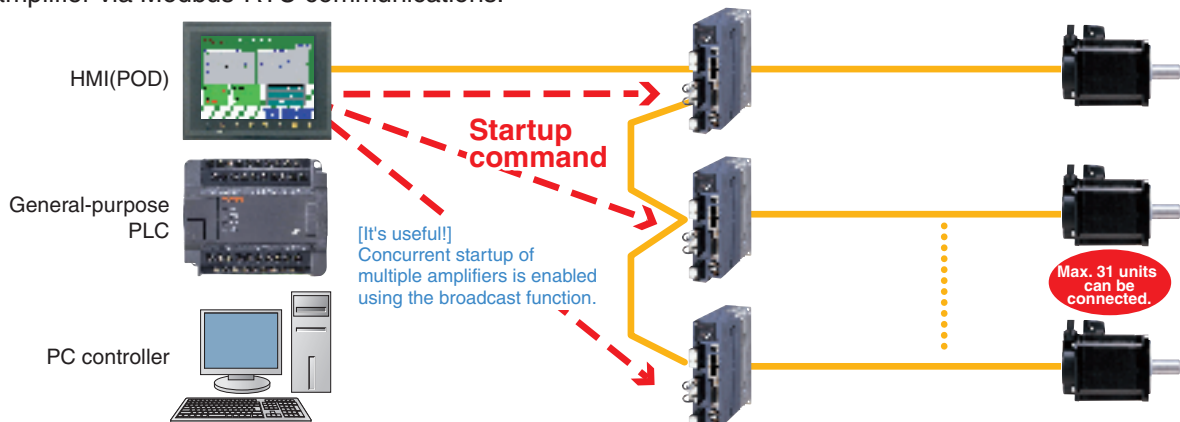 amplifier via Modbus-RTU communications.
HMI(POD)
Startup
command
General-purpose
PLC
[It's useful!]
Concurrent startup of
multiple amplifiers is enabled
using the broadcast function.
Max. 31 units
can be
connected.
PC controller